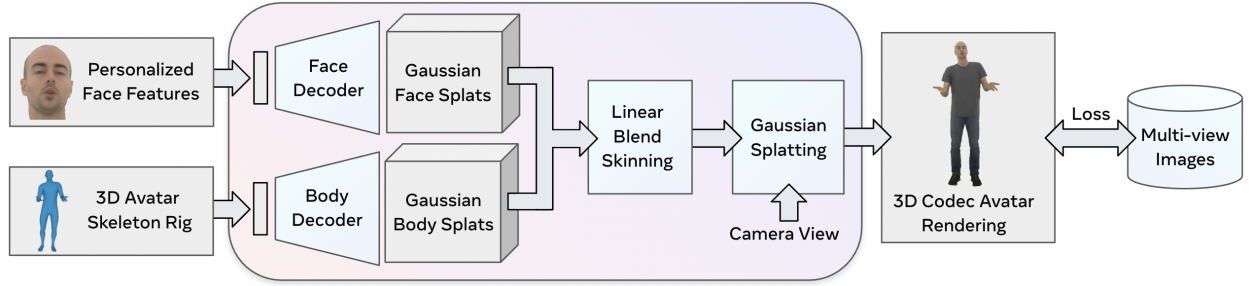 Personalized
Face Features
Face
Decoder
Gaussian
Face Splats
3D Avatar
Skeleton Rig
Body
Decoder
Gaussian
Body Splats
Linear
Blend
Skinning
Gaussian
Splatting
Camera View
3D Codec Avatar
Rendering
Loss
Multi-view
Images